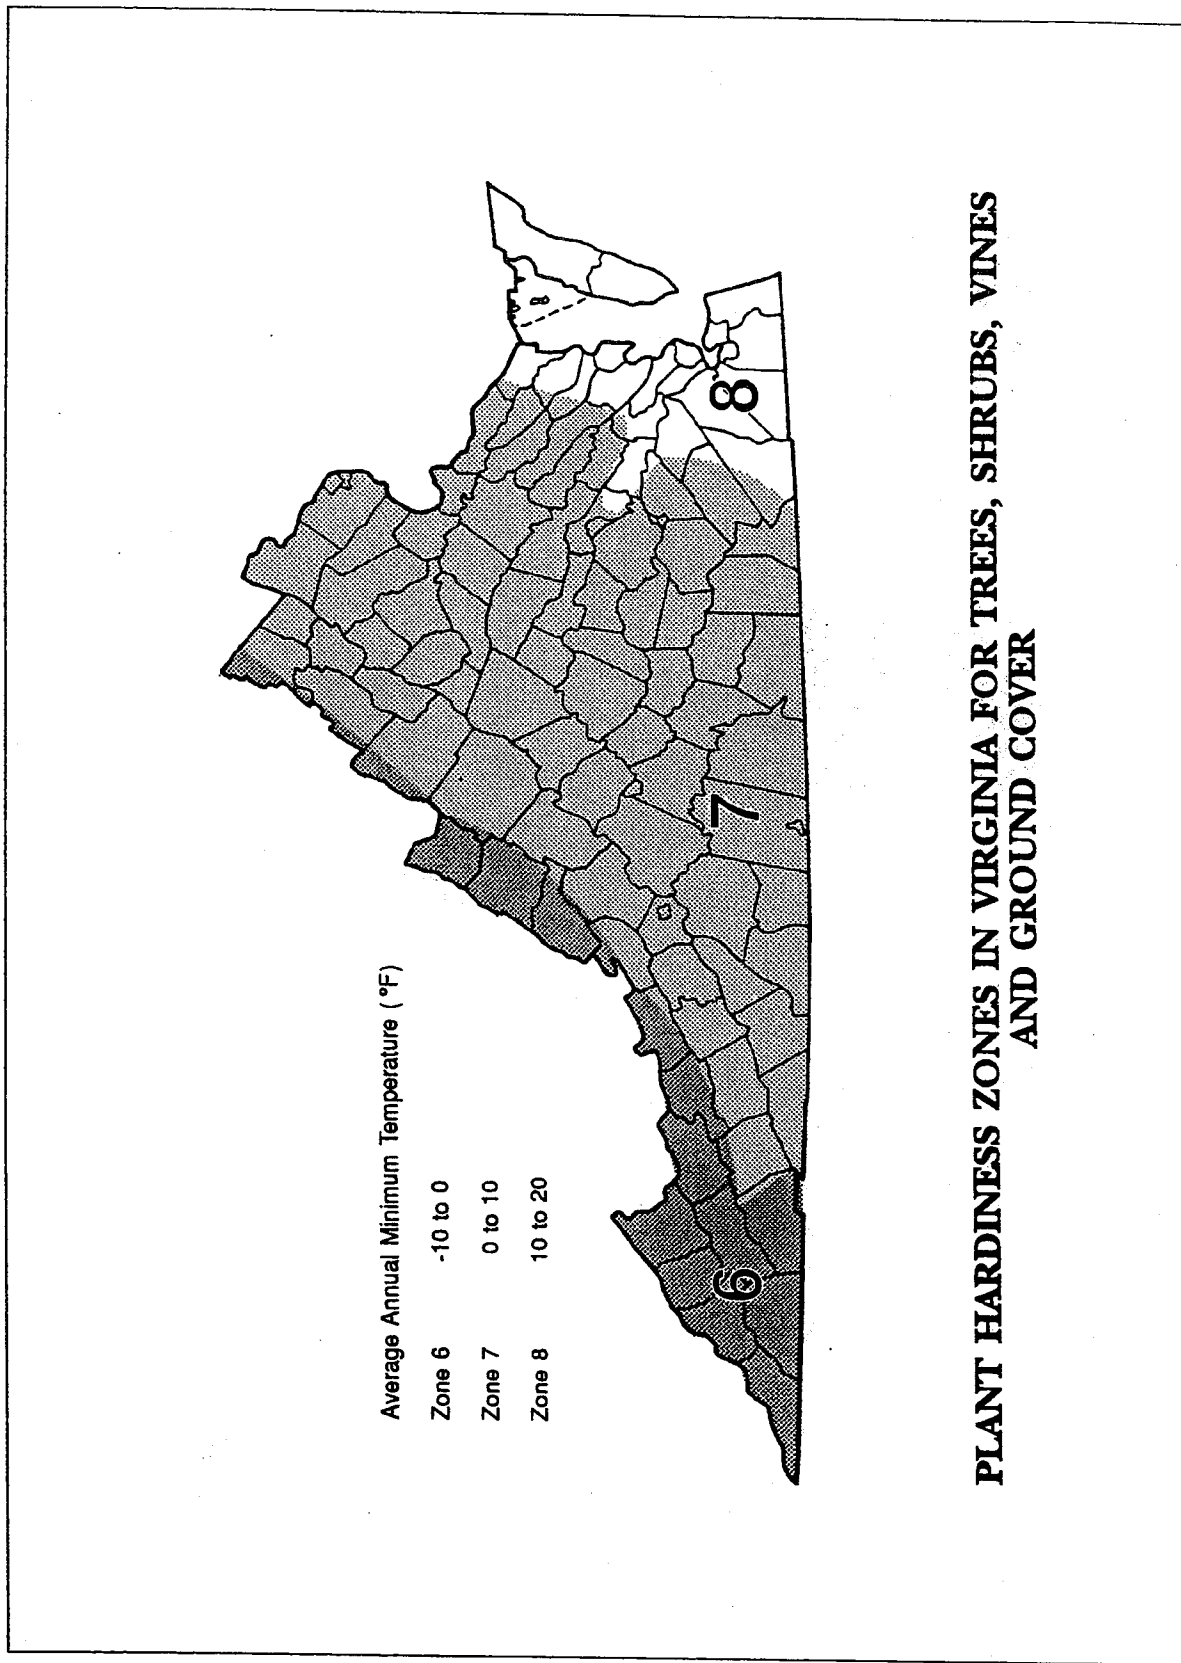 Average Annual Minimum Temperature ( °F)
Zone 6 -10 to 0
Zone 7 0 to 10
Zone 8 10 to 20
6
7
8
PLANT HARDINESS ZONES IN VIRGINIA FOR TREES, SHRUBS, VINES
AND GROUND COVER